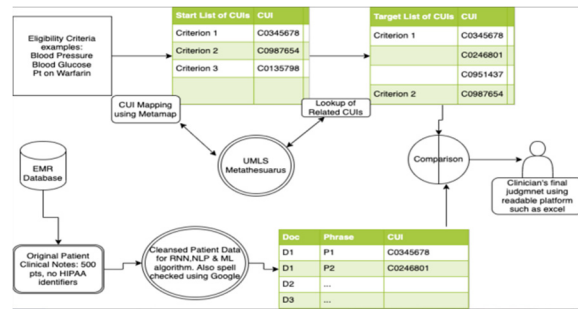 Eligibility Criteria
examples:
Blood Pressure
Blood Glucose
Pt on Warfarin
Start List of CUIs CUI
Criterion 1 C0345678
Criterion 2 C0987654
Criterion 3 C0135798
Target List of CUIs CUI
Criterion 1 C0345678
C0246801
C0951437
Criterion 2 C0987654
CUI Mapping
using Metamap
Lookup of
Related CUIs
UMLS
Metathesuarus
EMR
Database
Comparison
Clinician's final
judgmnet using
readable platform
such as excel
Original Patient
Clinical Notes: 500
pts, no HIPAA
identifiers
Cleansed Patient Data
for RNN,NLP & ML
algorithm. Also spell
checked using Google
Doc Phrase CUI
D1 P1 C0345678
D1 P2 C0246801
D2 ...
D3 ...